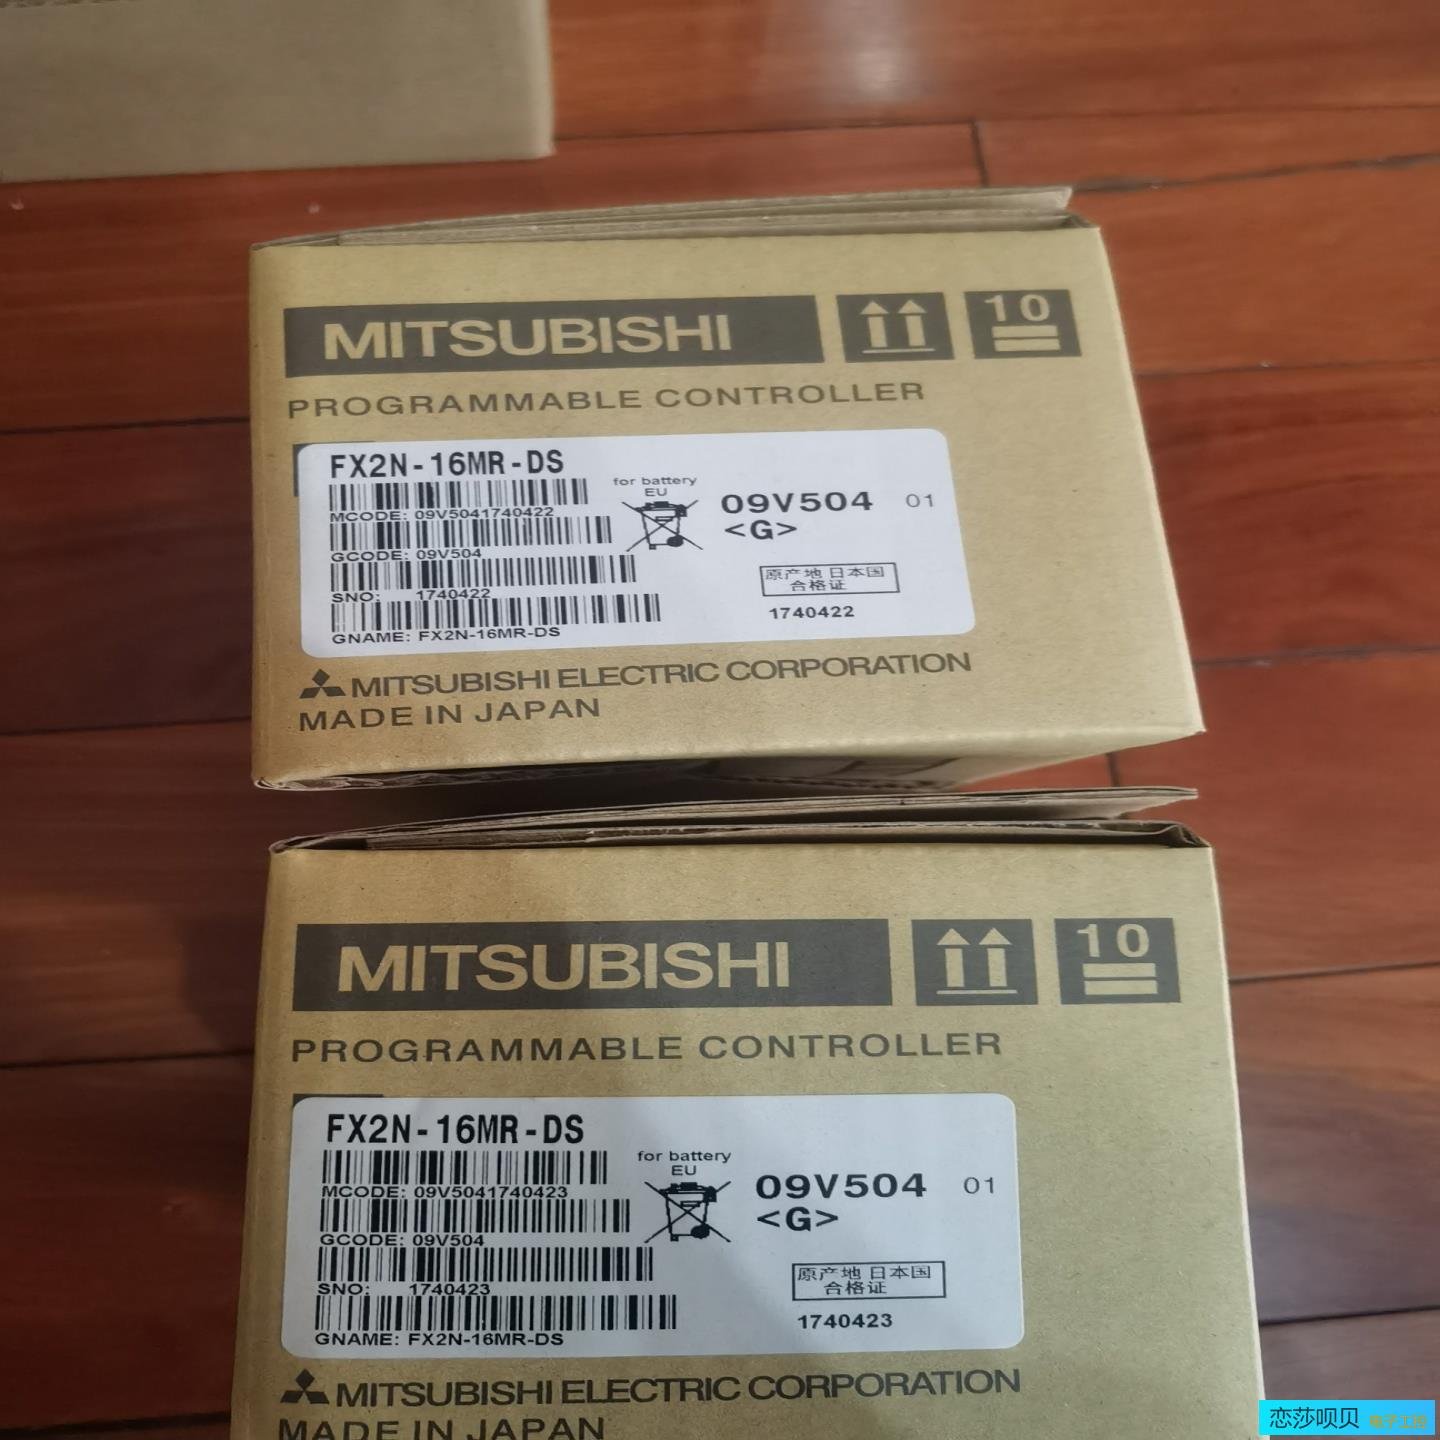 MITSUBISHI
10
PROGRAMMABLE CONTROLLER
FX2N-16MR-DS
MCODE: 09V5041740422
GCODE: 09V504
SNO: 1740422
GNAME: FX2N-16MR-DS
for battery
EU
09V504 01
<G>
原产地 日本国
合格证
1740422
MITSUBISHI ELECTRIC CORPORATION
MADE IN JAPAN
MITSUBISHI
10
PROGRAMMABLE CONTROLLER
FX2N-16MR-DS
MCODE: 09V5041740423
GCODE: 09V504
SNO: 1740423
GNAME: FX2N-16MR-DS
for battery
EU
09V504 01
<G>
原产地 日本国
合格证
1740423
MITSUBISHI ELECTRIC CORPORATION
MADE IN JAPAN
恋莎呗贝 电子工控